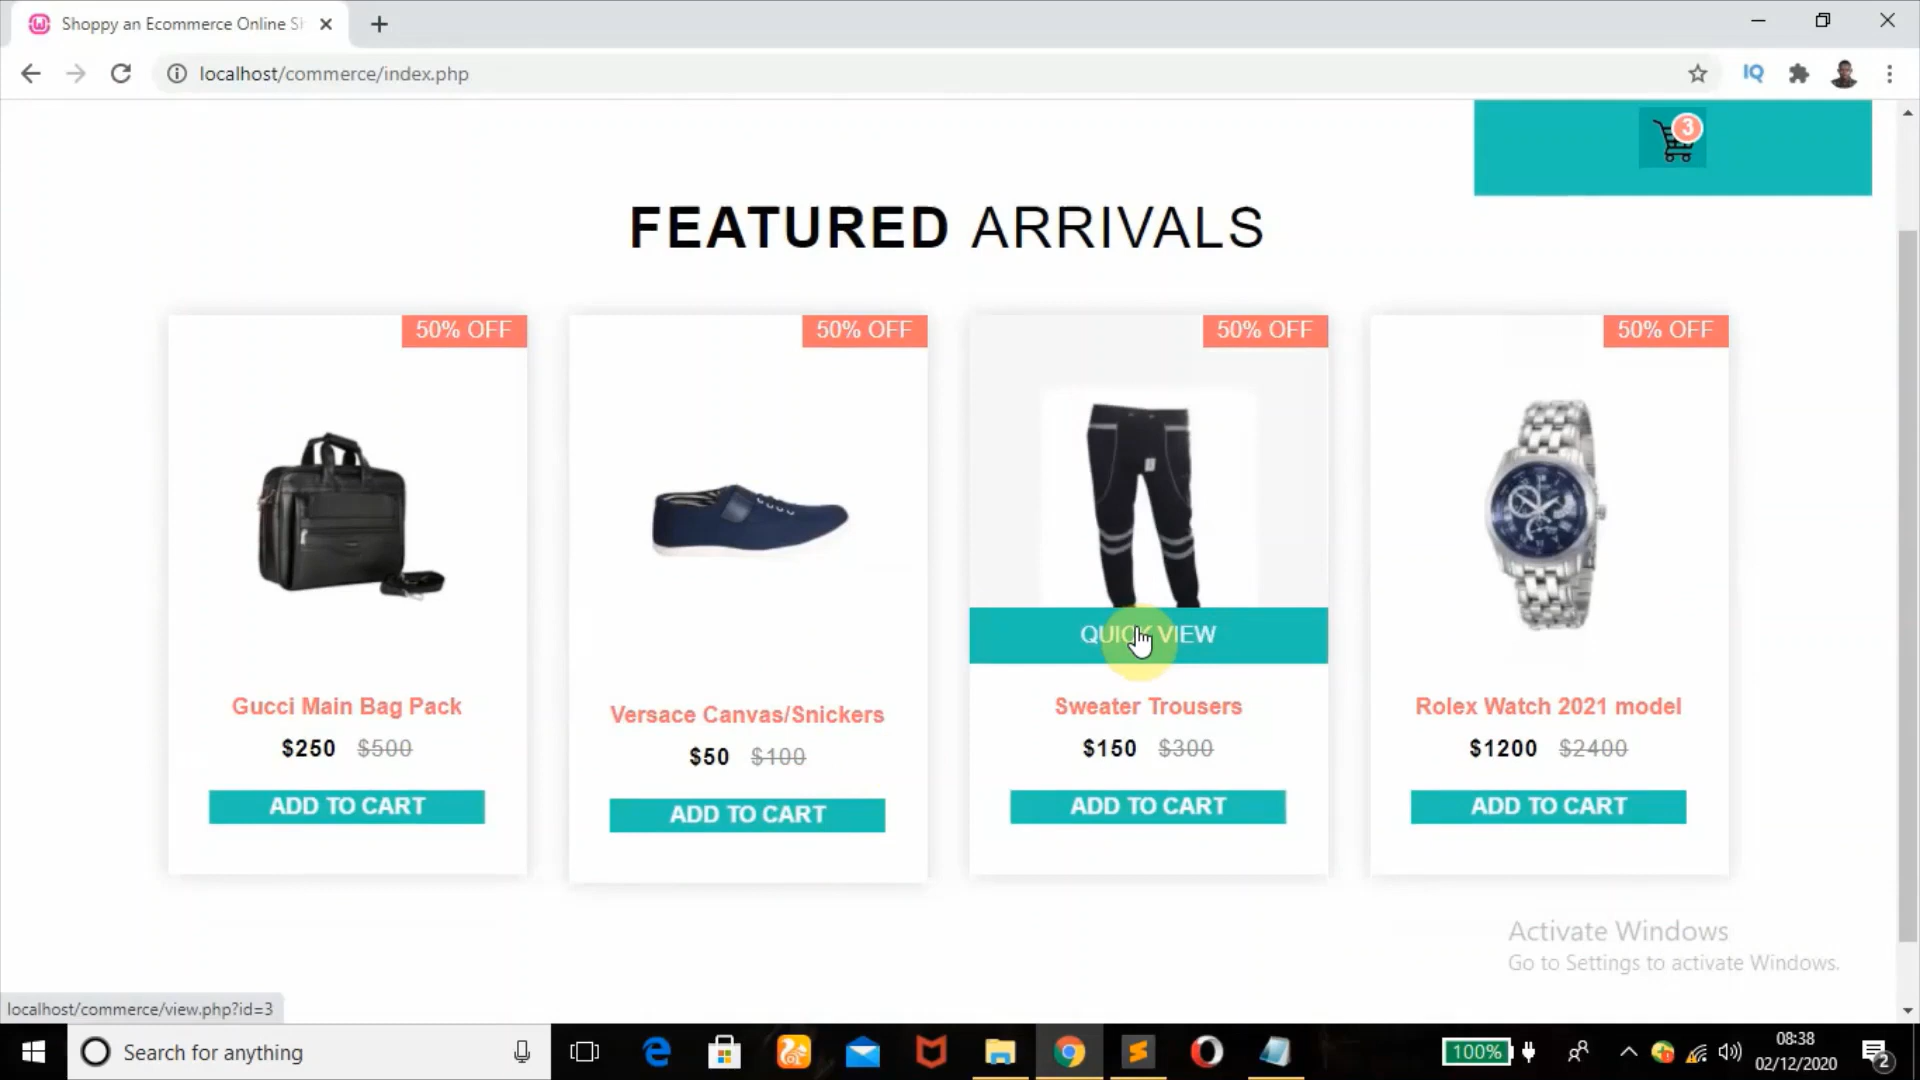 Shoppy an Ecommerce Online Sh
localhost/commerce/index.php
IQ
3
FEATURED ARRIVALS
50% OFF
50% OFF
50% OFF
50% OFF
QUICK VIEW
Gucci Main Bag Pack
Versace Canvas/Snickers
Sweater Trousers
Rolex Watch 2021 model
$250 $500
$50 $100
$150 $300
$1200 $2400
ADD TO CART
ADD TO CART
ADD TO CART
ADD TO CART
Activate Windows
Go to Settings to activate Windows.
localhost/commerce/view.php?id=3
Search for anything
100%
08:38
02/12/2020
2